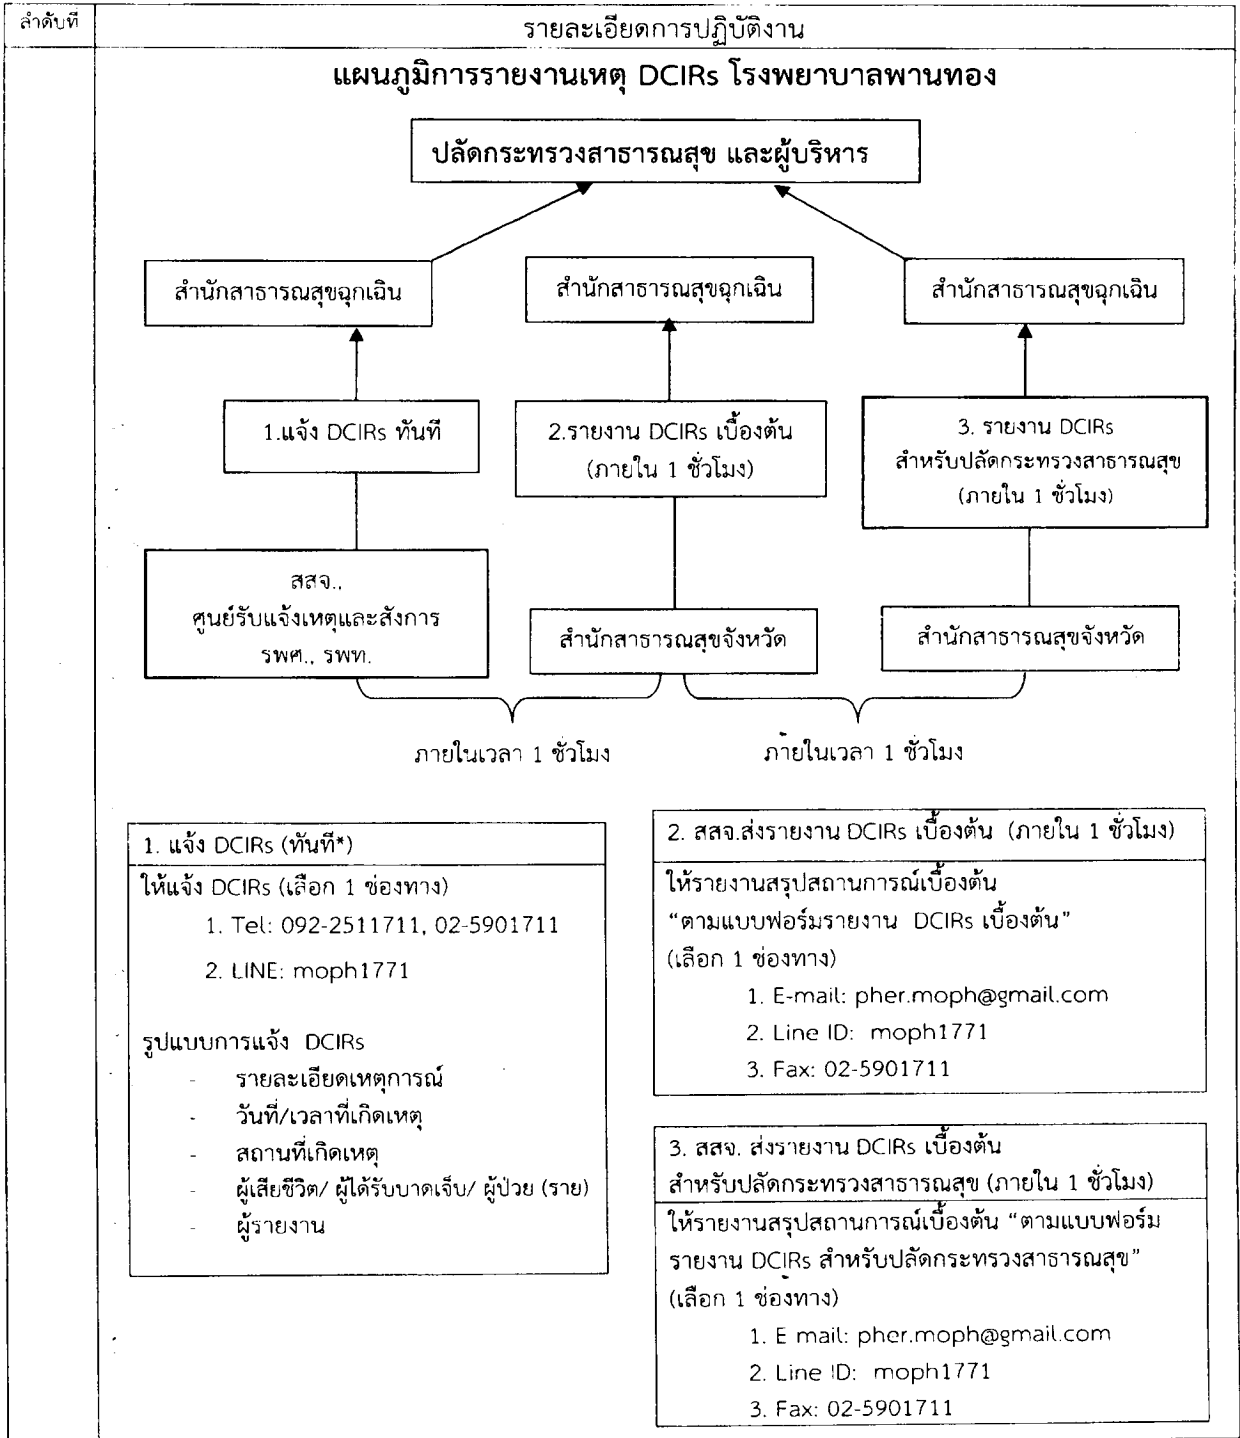 ลำดับที่
รายละเอียดการปฏิบัติงาน
แผนภูมิการรายงานเหตุ DCIRs โรงพยาบาลพานทอง
ปลัดกระทรวงสาธารณสุข และผู้บริหาร
สำนักสาธารณสุขฉุกเฉิน
สำนักสาธารณสุขฉุกเฉิน
สำนักสาธารณสุขฉุกเฉิน
1.แจ้ง DCIRs ทันที
2.รายงาน DCIRs เบื้องต้น
(ภายใน 1 ชั่วโมง)
3. รายงาน DCIRs
สำหรับปลัดกระทรวงสาธารณสุข
(ภายใน 1 ชั่วโมง)
สสจ.,
ศูนย์รับแจ้งเหตุและสังการ
รพศ., รพท.
สำนักสาธารณสุขจังหวัด
สำนักสาธารณสุขจังหวัด
ภายในเวลา 1 ชั่วโมง
ภายในเวลา 1 ชั่วโมง
1. แจ้ง DCIRs (ทันที*)
ให้แจ้ง DCIRs (เลือก 1 ช่องทาง)
1. Tel: 092-2511711, 02-5901711
2. LINE: moph1771
รูปแบบการแจ้ง DCIRs
- รายละเอียดเหตุการณ์
- วันที่/เวลาที่เกิดเหตุ
- สถานที่เกิดเหตุ
- ผู้เสียชีวิต/ ผู้ได้รับบาดเจ็บ/ ผู้ป่วย (ราย)
- ผู้รายงาน
2. สสจ.ส่งรายงาน DCIRs เบื้องต้น (ภายใน 1 ชั่วโมง)
ให้รายงานสรุปสถานการณ์เบื้องต้น
“ตามแบบฟอร์มรายงาน DCIRs เบื้องต้น”
(เลือก 1 ช่องทาง)
1. E-mail: pher.moph@gmail.com
2. Line ID: moph1771
3. Fax: 02-5901711
3. สสจ. ส่งรายงาน DCIRs เบื้องต้น
สำหรับปลัดกระทรวงสาธารณสุข (ภายใน 1 ชั่วโมง)
ให้รายงานสรุปสถานการณ์เบื้องต้น “ตามแบบฟอร์ม
รายงาน DCIRs สำหรับปลัดกระทรวงสาธารณสุข”
(เลือก 1 ช่องทาง)
1. E mail: pher.moph@gmail.com
2. Line ID: moph1771
3. Fax: 02-5901711